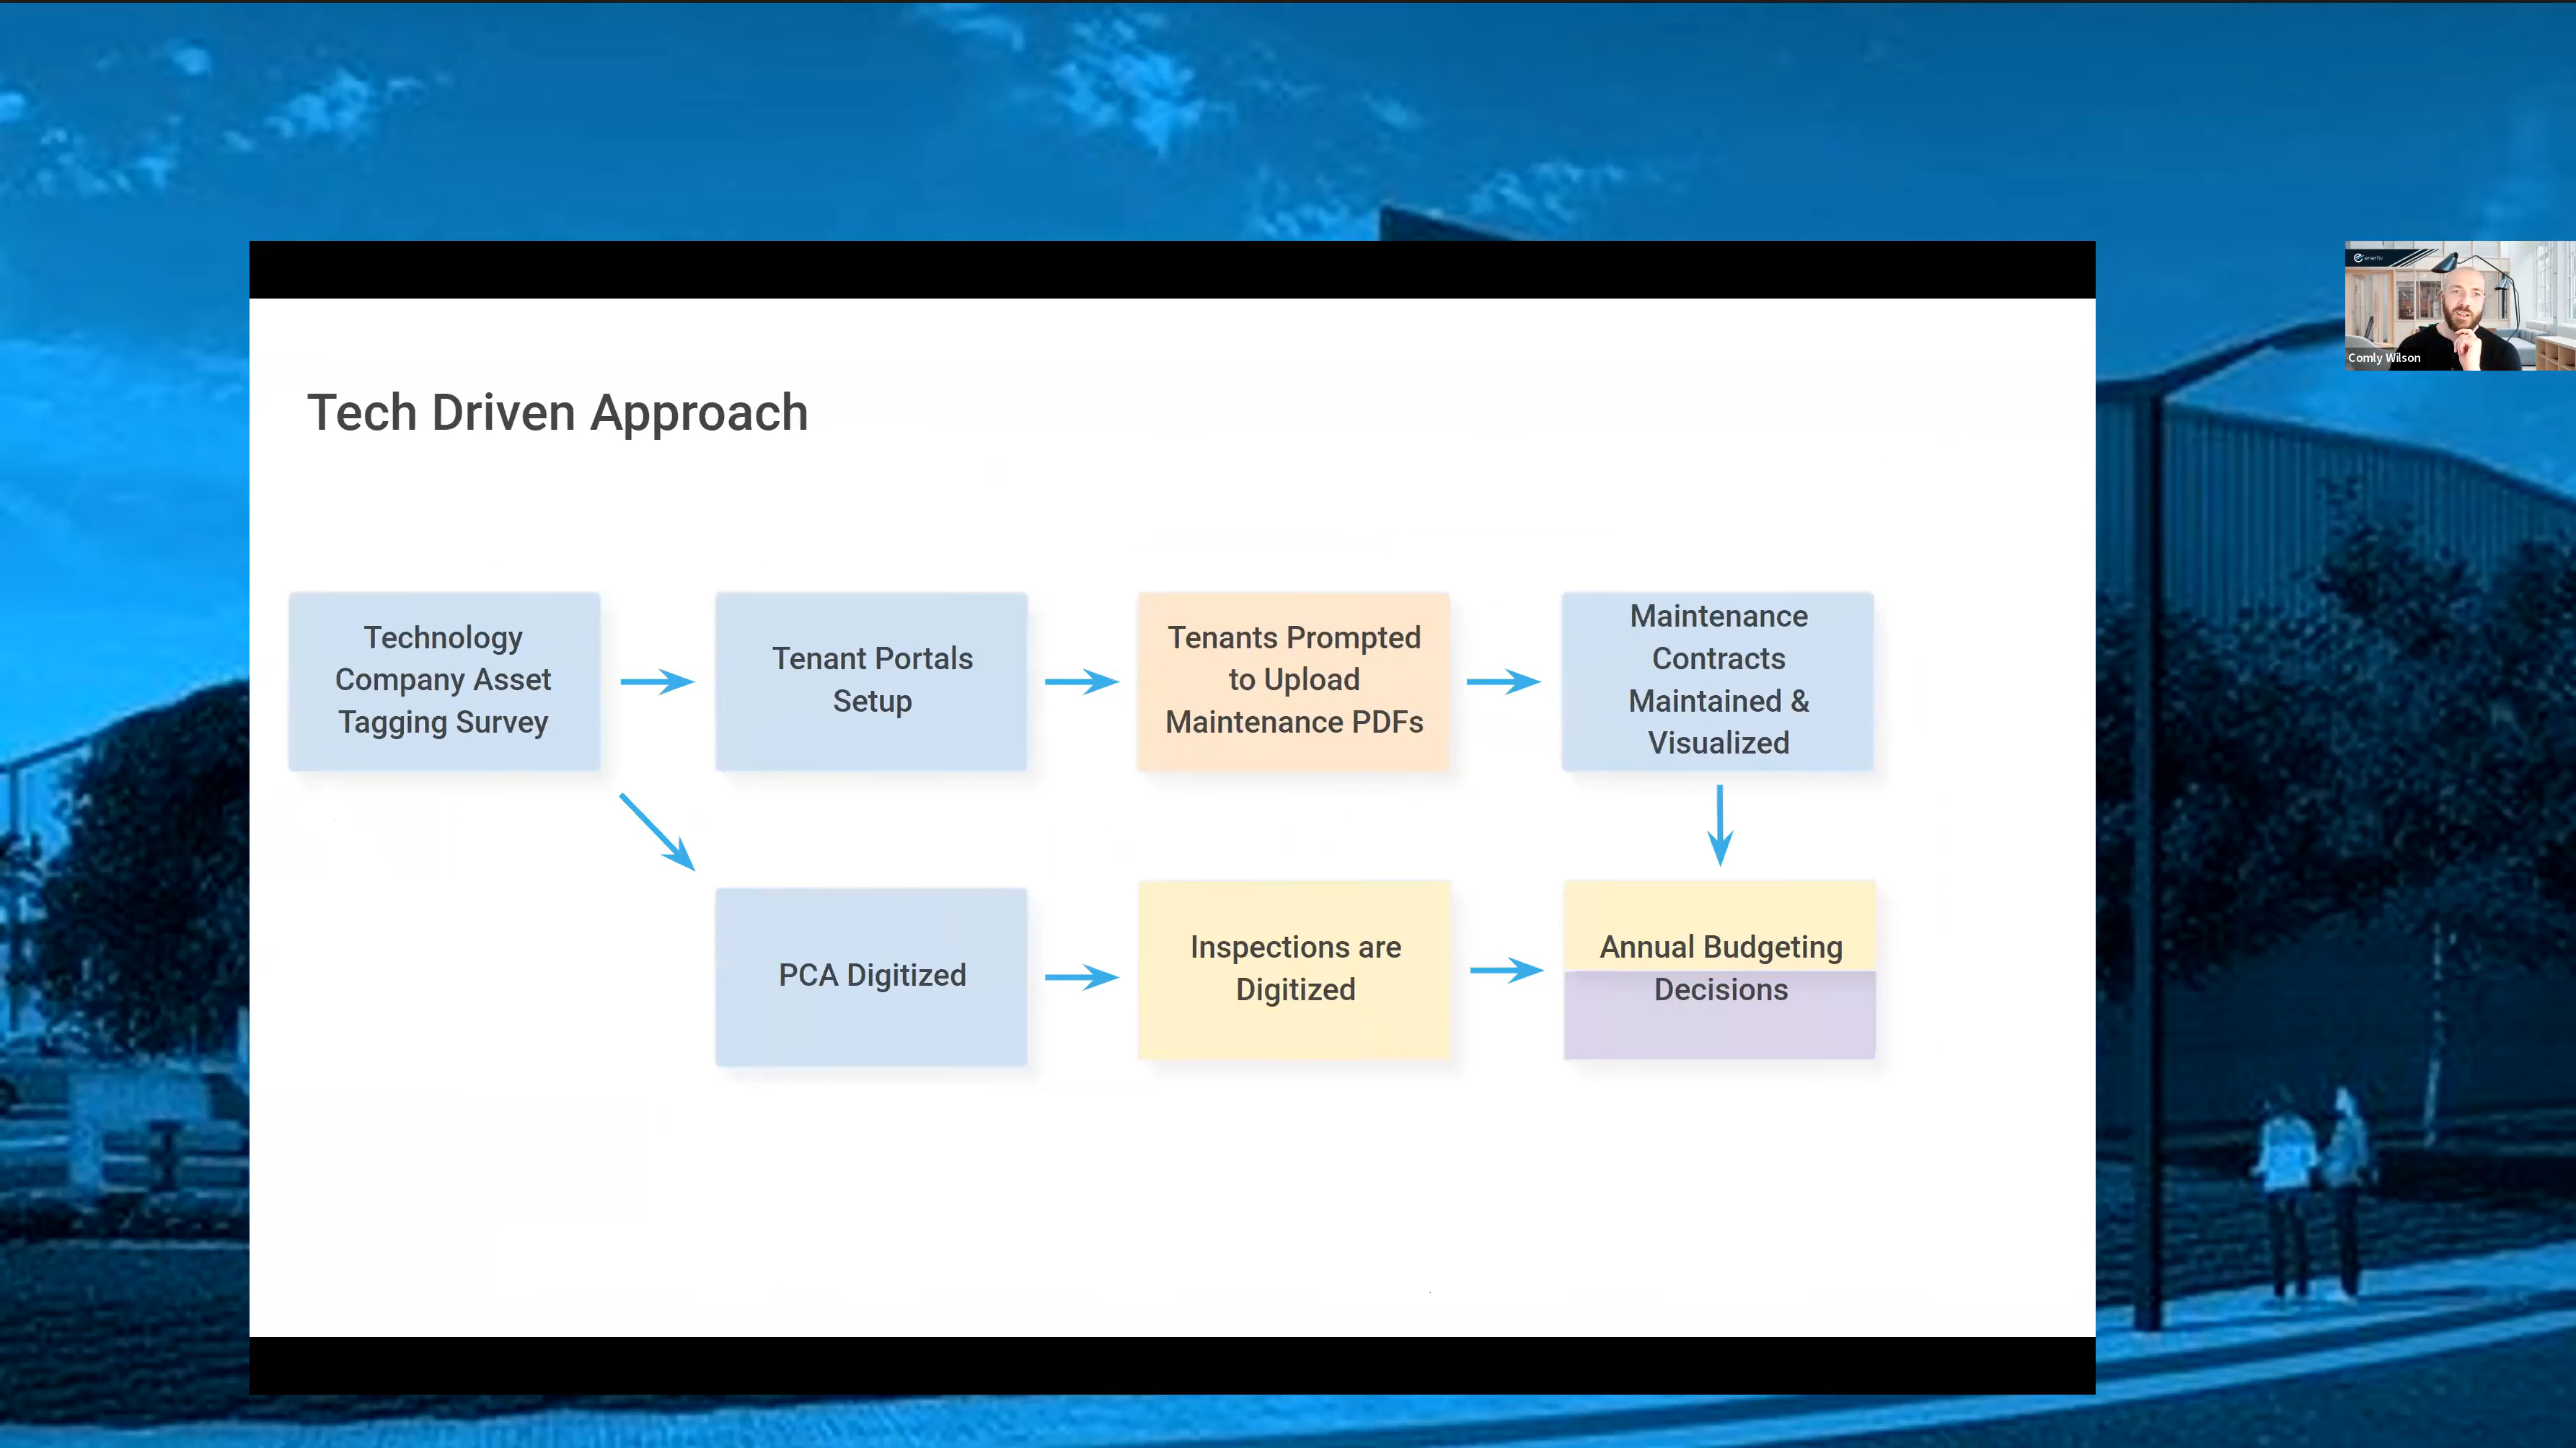 enertiv
Comly Wilson
Tech Driven Approach
Technology
Company Asset
Tagging Survey
Tenant Portals
Setup
Tenants Prompted
to Upload
Maintenance PDFs
Maintenance
Contracts
Maintained &
Visualized
PCA Digitized
Inspections are
Digitized
Annual Budgeting
Decisions